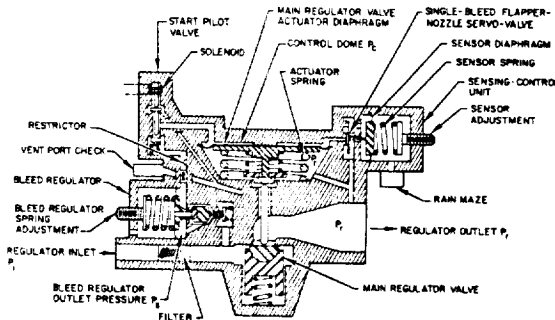 START PILOT
VALVE
SOLENOID
MAIN REGULATOR VALVE
ACTUATOR DIAPHRAGM
CONTROL DOME Pc
ACTUATOR
SPRING
SINGLE-BLEED FLAPPER-
NOZZLE SERVO-VALVE
SENSOR DIAPHRAGM
SENSOR SPRING
SENSING-CONTROL
UNIT
SENSOR
ADJUSTMENT
RESTRICTOR
VENT PORT CHECK
BLEED REGULATOR
BLEED REGULATOR
SPRING
ADJUSTMENT
REGULATOR INLET
Pi
BLEED REGULATOR
OUTLET PRESSURE
FILTER
RAIN MAZE
Pr
REGULATOR OUTLET Pr
MAIN REGULATOR VALVE